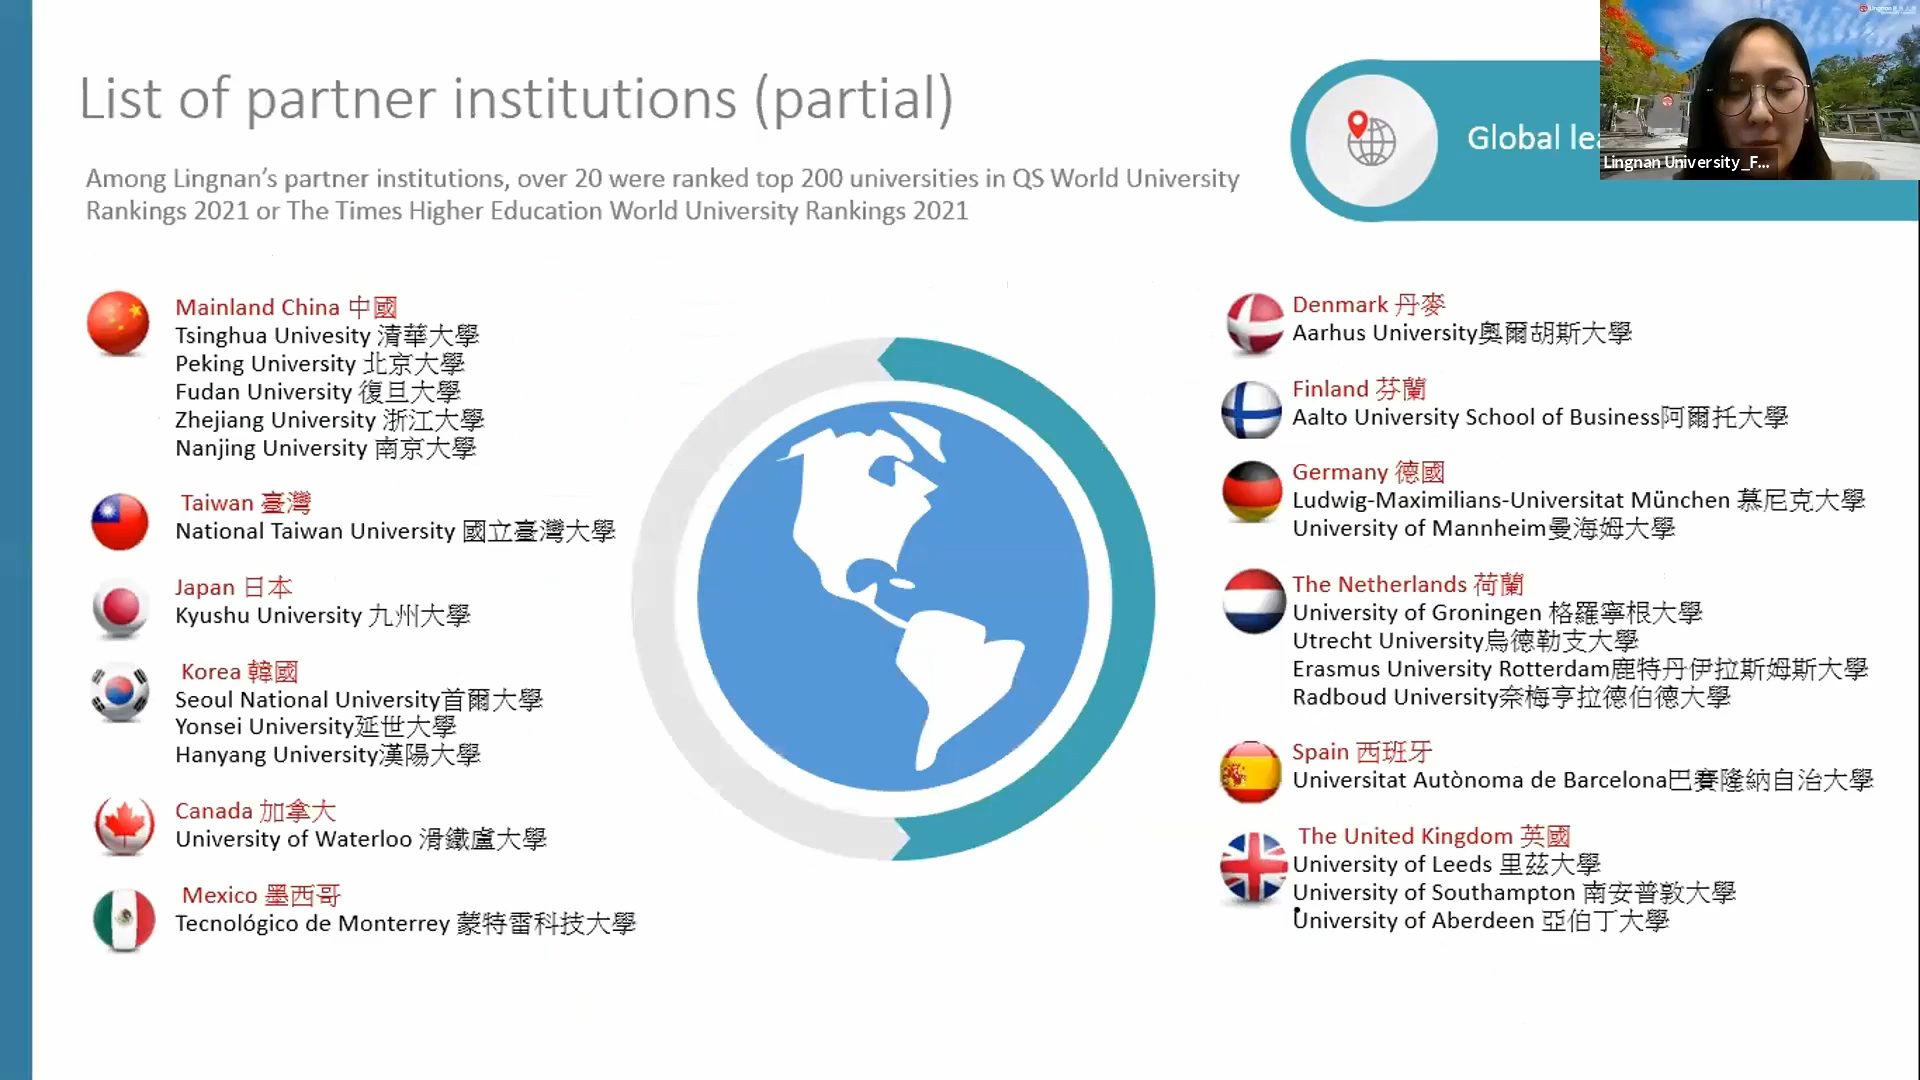 List of partner institutions (partial)
Among Lingnan’s partner institutions, over 20 were ranked top 200 universities in QS World University
Rankings 2021 or The Times Higher Education World University Rankings 2021
Global
Lingnan University_F...
Mainland China 中國
Tsinghua Univesity 清華大學
Peking University 北京大學
Fudan University 復旦大學
Zhejiang University 浙江大學
Nanjing University 南京大學
Taiwan 臺灣
National Taiwan University 國立臺灣大學
Japan 日本
Kyushu University 九州大學
Korea 韓國
Seoul National University首爾大學
Yonsei University延世大學
Hanyang University漢陽大學
Canada 加拿大
University of Waterloo 滑鐵盧大學
Mexico 墨西哥
Tecnológico de Monterrey 蒙特雷科技大學
Denmark 丹麥
Aarhus University奧爾胡斯大學
Finland 芬蘭
Aalto University School of Business阿爾托大學
Germany 德國
Ludwig-Maximilians-Universitat München 慕尼克大學
University of Mannheim曼海姆大學
The Netherlands 荷蘭
University of Groningen 格羅寧根大學
Utrecht University烏德勒支大學
Erasmus University Rotterdam鹿特丹伊拉斯姆斯大學
Radboud University奈梅亨拉德伯德大學
Spain 西班牙
Universitat Autònoma de Barcelona巴賽隆納自治大學
The United Kingdom 英國
University of Leeds 里茲大學
University of Southampton 南安普敦大學
University of Aberdeen 亞伯丁大學